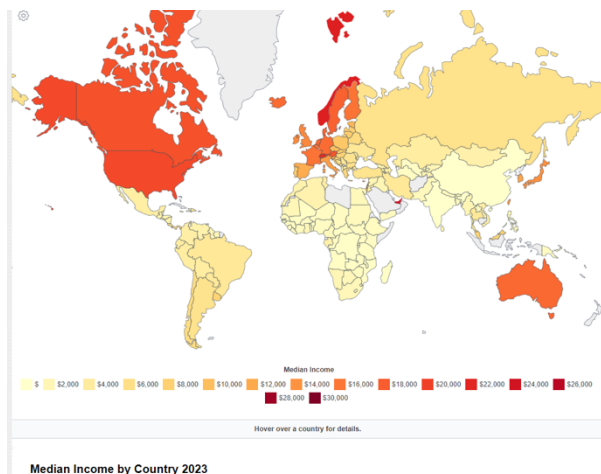 Median Income
$ $2,000 $4,000 $6,000 $8,000 $10,000 $12,000 $14,000 $16,000 $18,000 $20,000 $22,000 $24,000 $26,000
$28,000 $30,000
Hover over a country for details.
Median Income by Country 2023